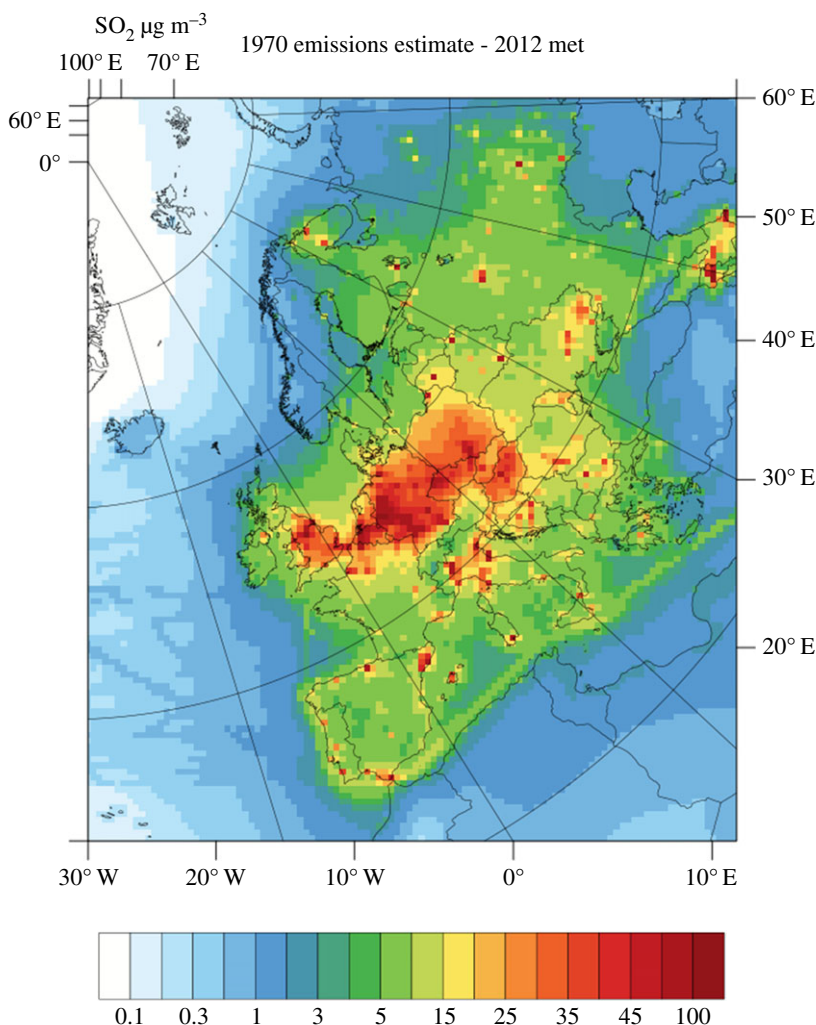 SO₂ µg m⁻³
1970 emissions estimate - 2012 met
100° E 70° E
60° E
60° E
0°
50° E
40° E
30° E
20° E
30° W 20° W 10° W 0° 10° E
0.1 0.3 1 3 5 15 25 35 45 100